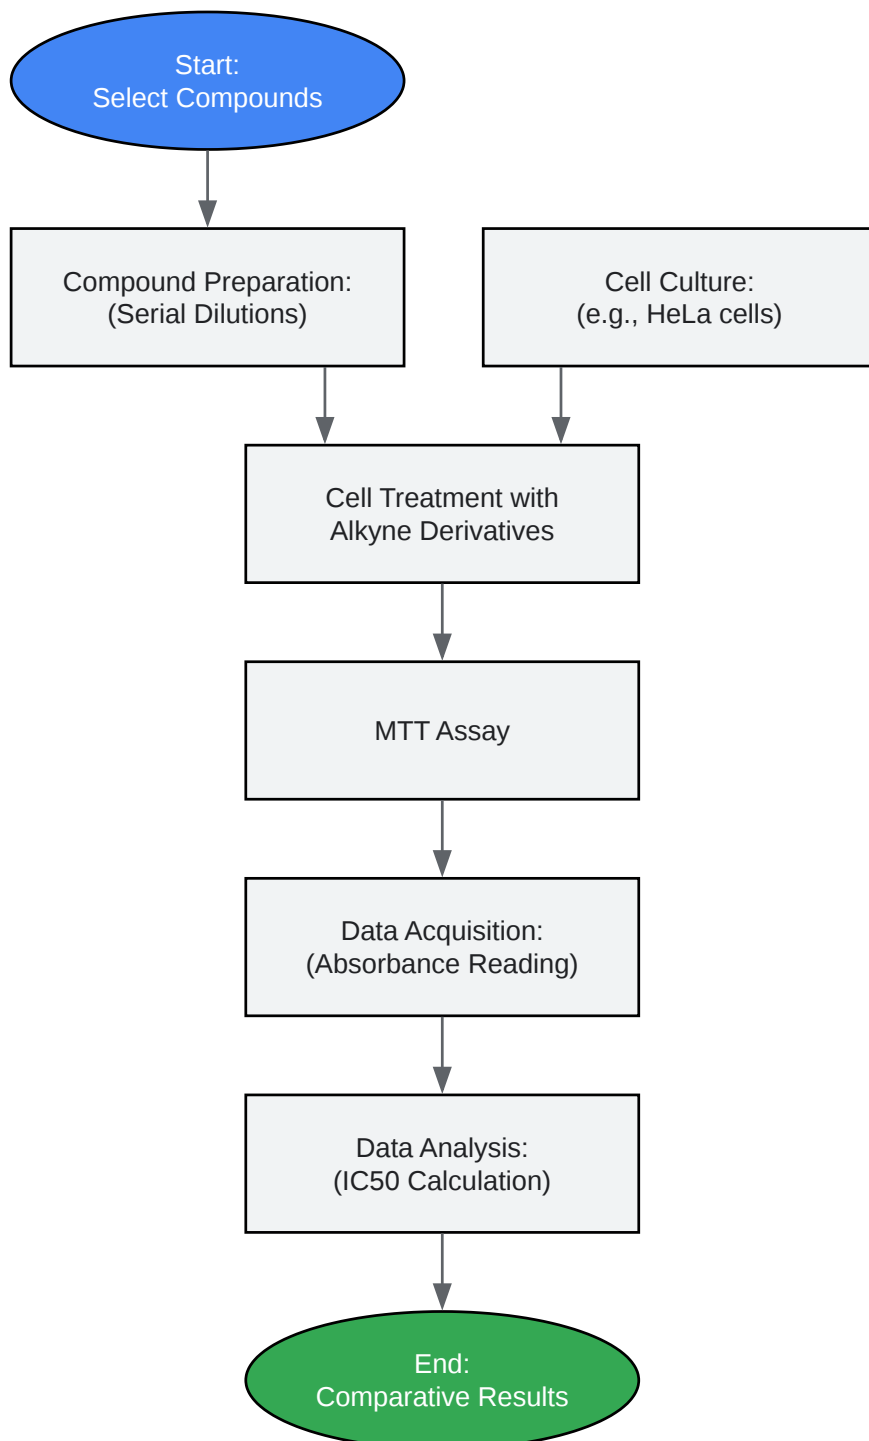 Start:
Select Compounds
Compound Preparation:
(Serial Dilutions)
Cell Culture:
(e.g., HeLa cells)
Cell Treatment with
Alkyne Derivatives
MTT Assay
Data Acquisition:
(Absorbance Reading)
Data Analysis:
(IC50 Calculation)
End:
Comparative Results